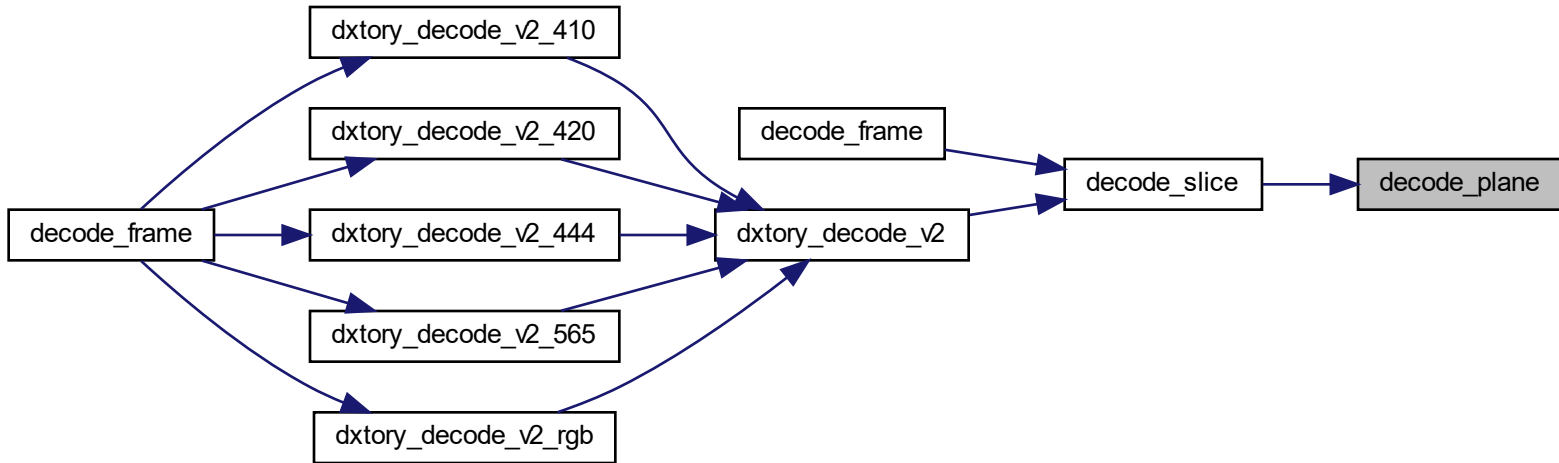 dxtory_decode_v2_410
dxtory_decode_v2_420
decode_frame
decode_slice
decode_plane
decode_frame
dxtory_decode_v2_444
dxtory_decode_v2
dxtory_decode_v2_565
dxtory_decode_v2_rgb